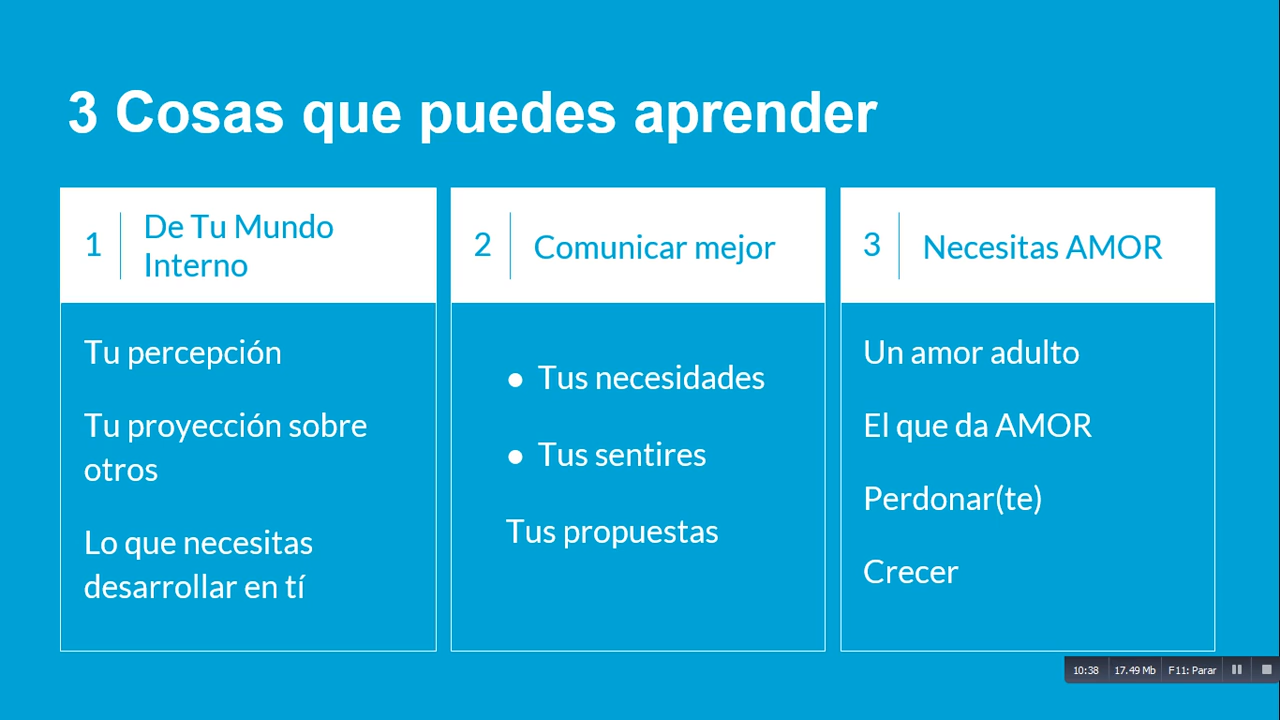 3 Cosas que puedes aprender
1
De Tu Mundo
Interno
Tu percepción
Tu proyección sobre
otros
Lo que necesitas
desarrollar en tí
2
Comunicar mejor
● Tus necesidades
● Tus sentires
Tus propuestas
3
Necesitas AMOR
Un amor adulto
El que da AMOR
Perdonar(te)
Crecer
10:38 17.49 Mb F11: Parar